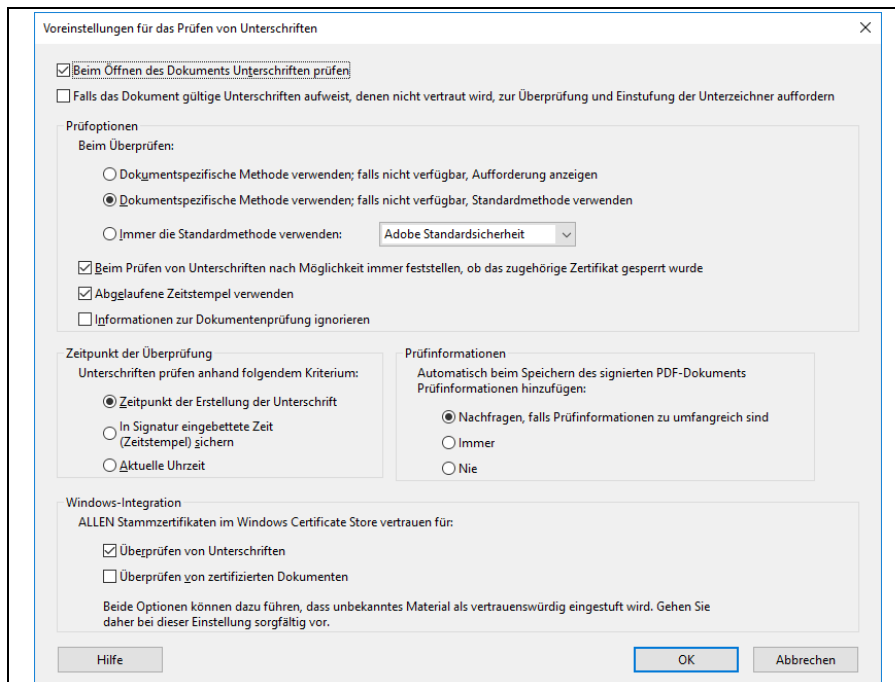 Voreinstellungen für das Prüfen von Unterschriften
Beim Öffnen des Dokuments Unterschriften prüfen
Falls das Dokument gültige Unterschriften aufweist, denen nicht vertraut wird, zur Überprüfung und Einstufung der Unterzeichner auffordern
Prüfoptionen
Beim Überprüfen:
Dokumentspezifische Methode verwenden; falls nicht verfügbar, Aufforderung anzeigen
Dokumentspezifische Methode verwenden; falls nicht verfügbar, Standardmethode verwenden
Immer die Standardmethode verwenden: Adobe Standardsicherheit
Beim Prüfen von Unterschriften nach Möglichkeit immer feststellen, ob das zugehörige Zertifikat gesperrt wurde
Abgelaufene Zeitstempel verwenden
Informationen zur Dokumentenprüfung ignorieren
Zeitpunkt der Überprüfung
Unterschriften prüfen anhand folgendem Kriterium:
Zeitpunkt der Erstellung der Unterschrift
In Signatur eingebettete Zeit
(Zeitstempel) sichern
Aktuelle Uhrzeit
Prüfinformationen
Automatisch beim Speichern des signierten PDF-Dokuments
Prüfinformationen hinzufügen:
Nachfragen, falls Prüfinformationen zu umfangreich sind
Immer
Nie
Windows-Integration
ALLEN Stammzertifikaten im Windows Certificate Store vertrauen für:
Überprüfen von Unterschriften
Überprüfen von zertifizierten Dokumenten
Beide Optionen können dazu führen, dass unbekanntes Material als vertrauenswürdig eingestuft wird. Gehen Sie
daher bei dieser Einstellung sorgfältig vor.
Hilfe
OK
Abbrechen